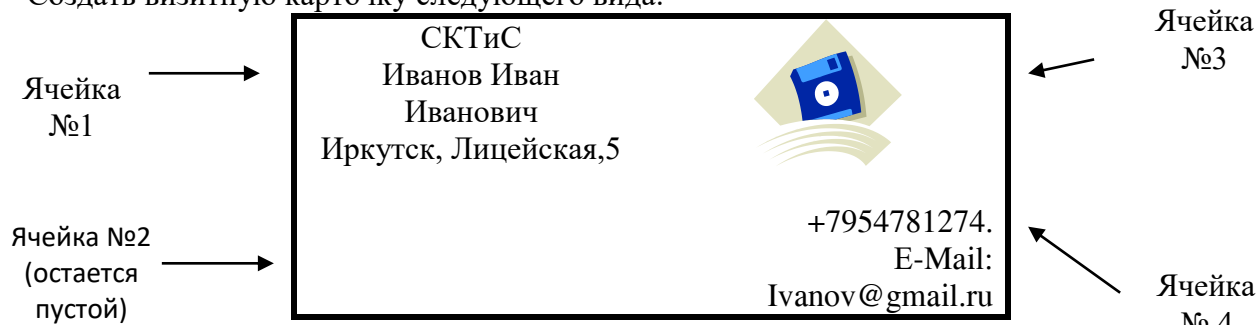 Создать визитную карточку следующего вида:
Ячейка
№1
СКТиС
Иванов Иван
Иванович
Иркутск, Лицейская,5
Ячейка
№3
Ячейка №2
(остается
пустой)
+7954781274.
E-Mail:
Ivanov@gmail.ru
Ячейка
№ 4